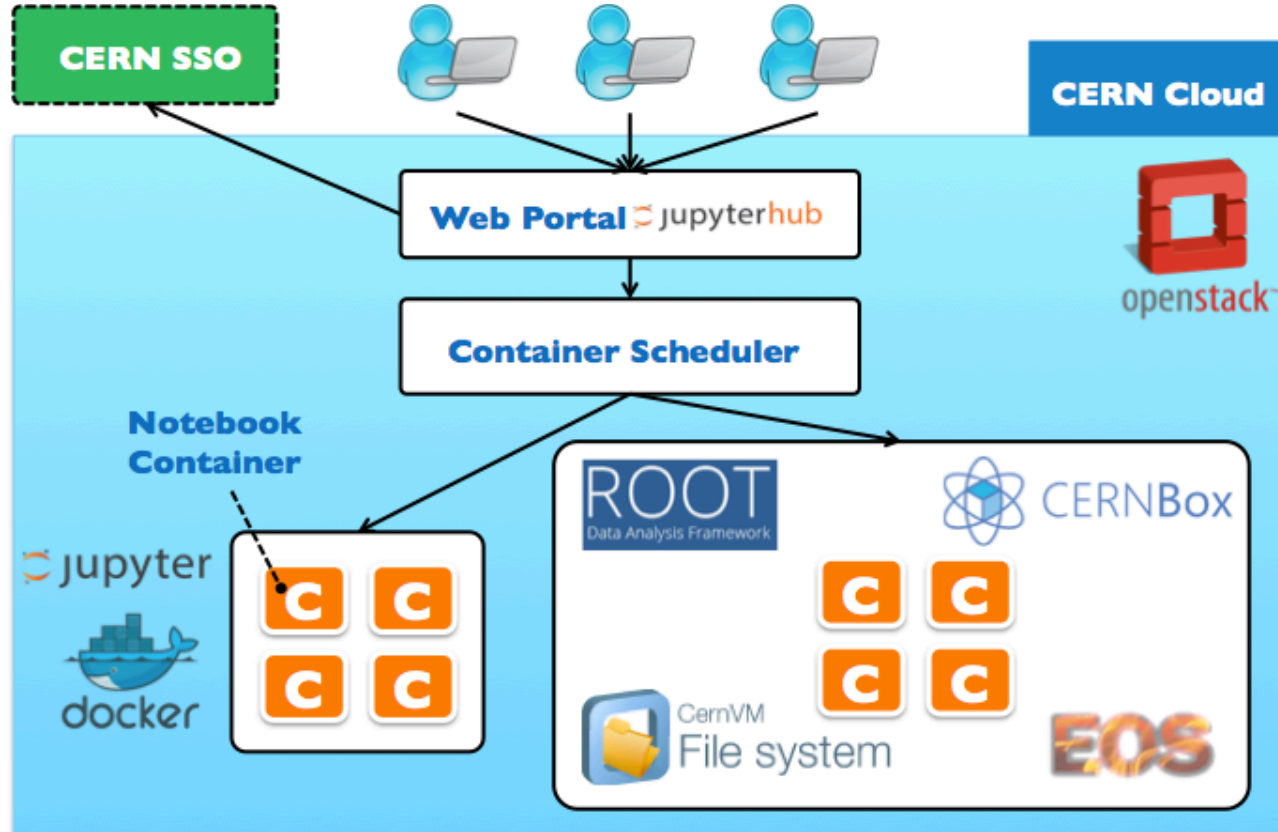 CERN SSO
CERN Cloud
Web Portal jupyterhub
openstack™
Container Scheduler
Notebook
Container
ROOT
Data Analysis Framework
CERNBox
jupyter
C C
C C
docker
C C
C C
CernVM
File system
EOS